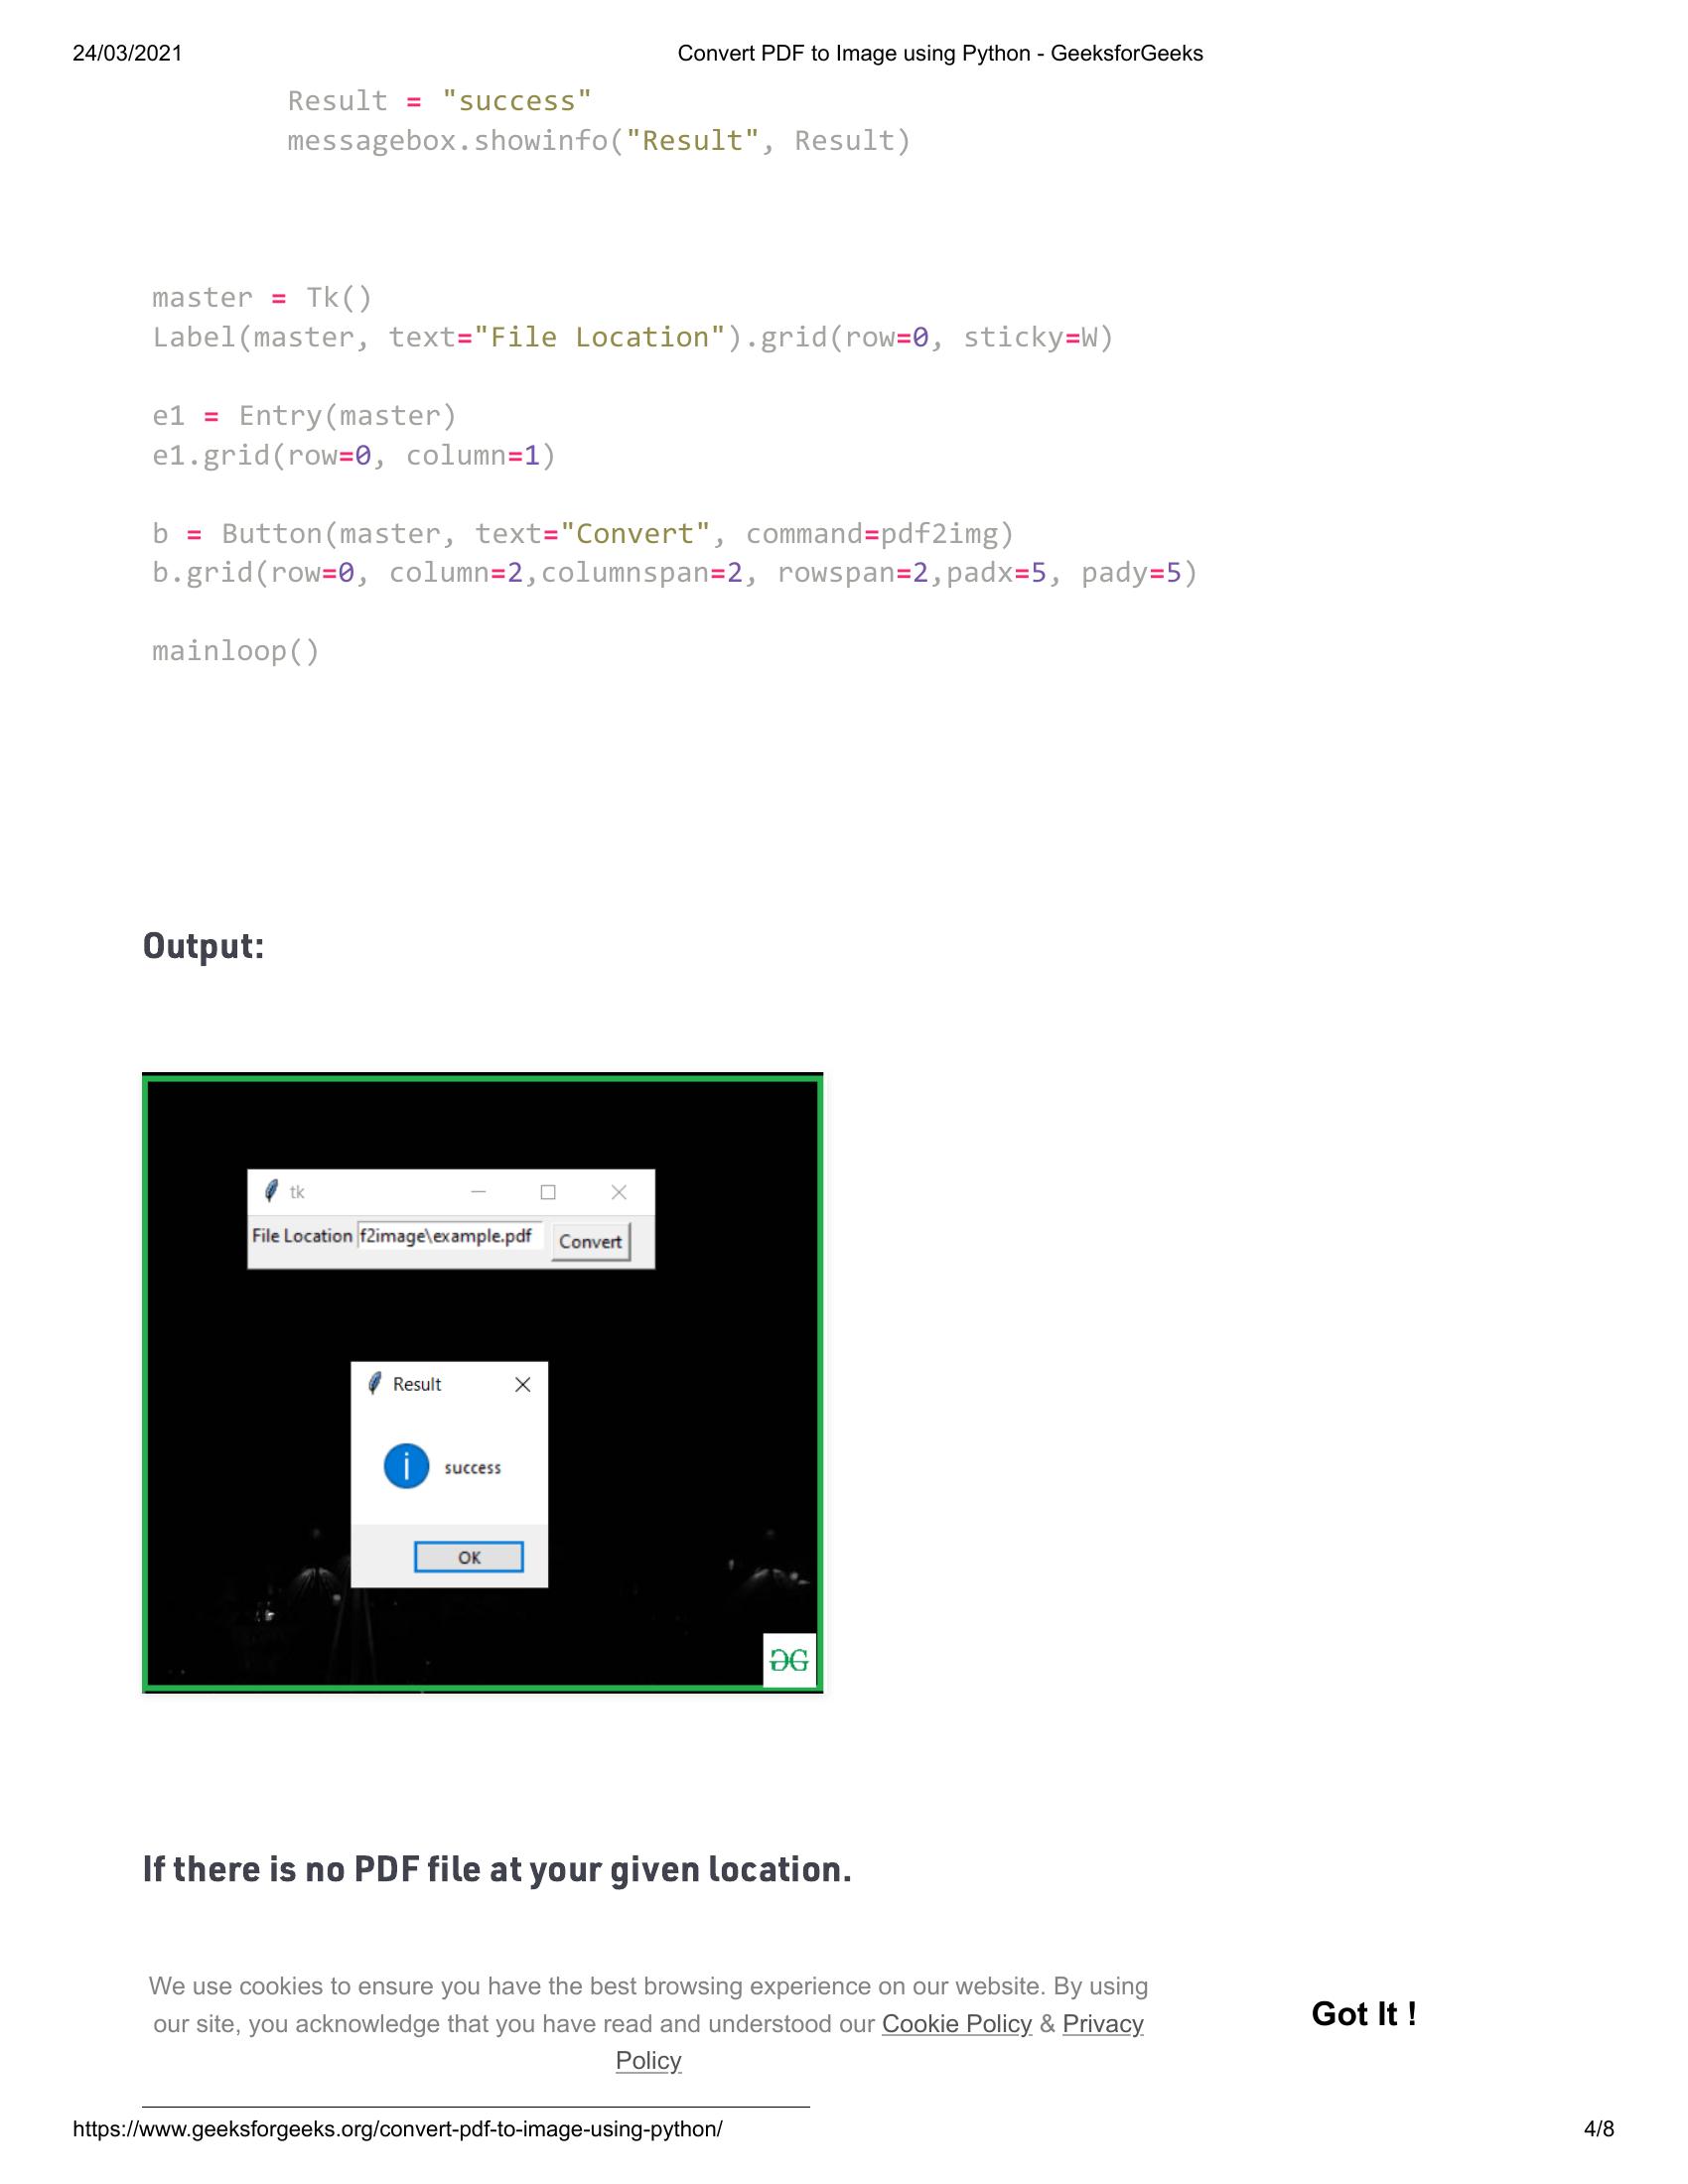 24/03/2021 Convert PDF to Image using Python - GeeksforGeeks
Result = "success"
messagebox.showinfo("Result", Result)
master = Tk()
Label(master, text="File Location").grid(row=0, sticky=W)
e1 = Entry(master)
e1.grid(row=0, column=1)
b = Button(master, text="Convert", command=pdf2img)
b.grid(row=0, column=2,columnspan=2, rowspan=2,padx=5, pady=5)
mainloop()
Output:
tk
File Location f2image\example.pdf Convert
Result
success
OK
If there is no PDF file at your given location.
We use cookies to ensure you have the best browsing experience on our website. By using
our site, you acknowledge that you have read and understood our Cookie Policy & Privacy
Policy
Got It !
https://www.geeksforgeeks.org/convert-pdf-to-image-using-python/ 4/8